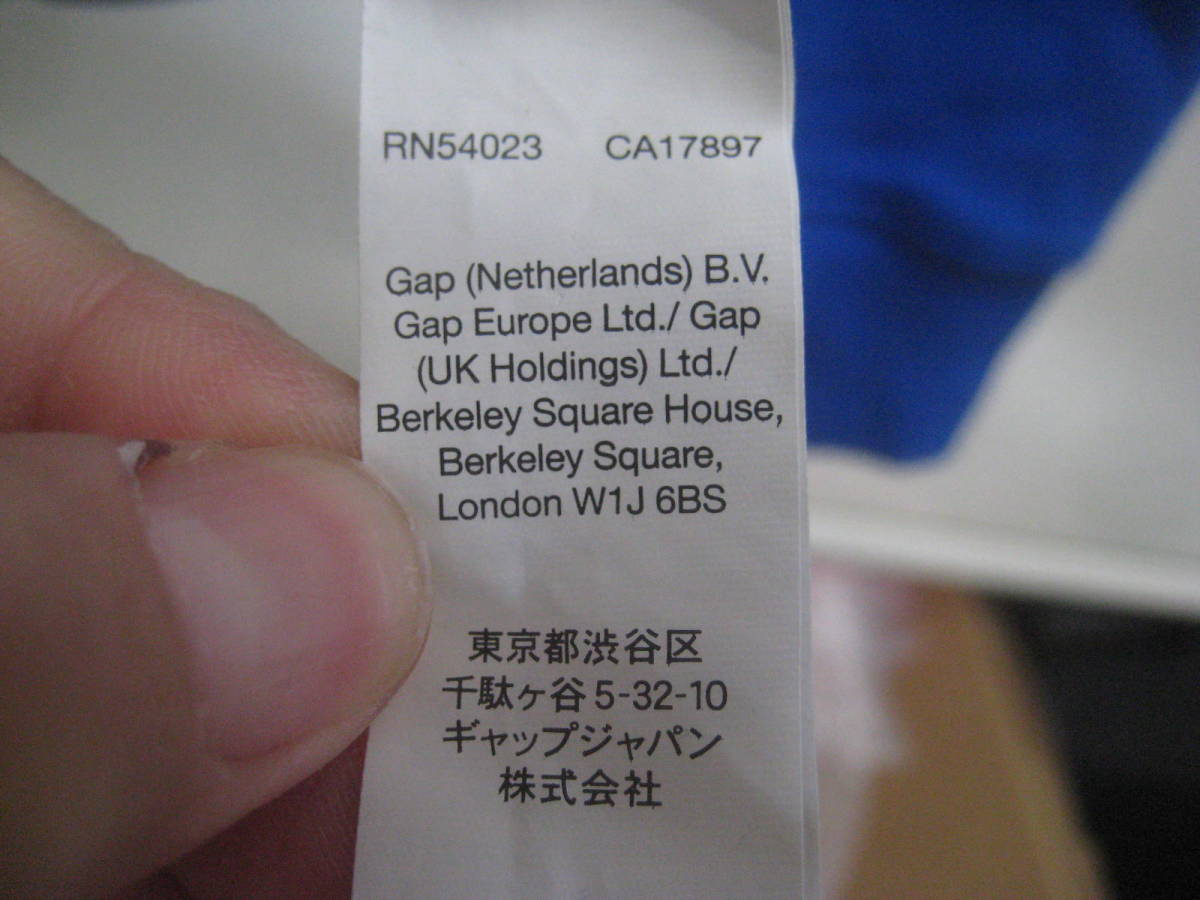 RN54023 CA17897
Gap (Netherlands) B.V.
Gap Europe Ltd./ Gap
(UK Holdings) Ltd./
Berkeley Square House,
Berkeley Square,
London W1J 6BS
東京都渋谷区
千駄ヶ谷5-32-10
ギャップジャパン
株式会社